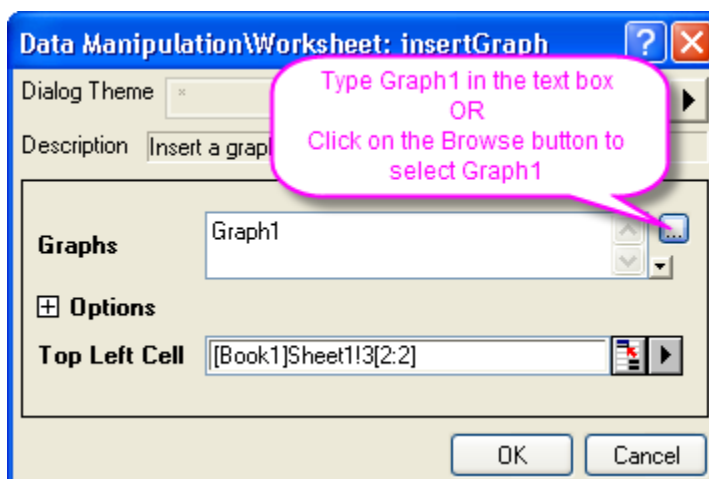 Data Manipulation\Worksheet: insertGraph
Dialog Theme *
Type Graph1 in the text box
OR
Click on the Browse button to
select Graph1
Description Insert a grap
Graphs Graph1
...
Options
Top Left Cell [Book1]Sheet1!3[2:2]
OK Cancel